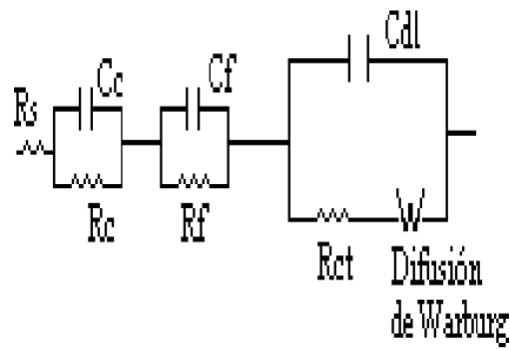 Cdl
Cc
Cf
Rs
Rc
Rf
Rct
W
Difusión
de Warburg